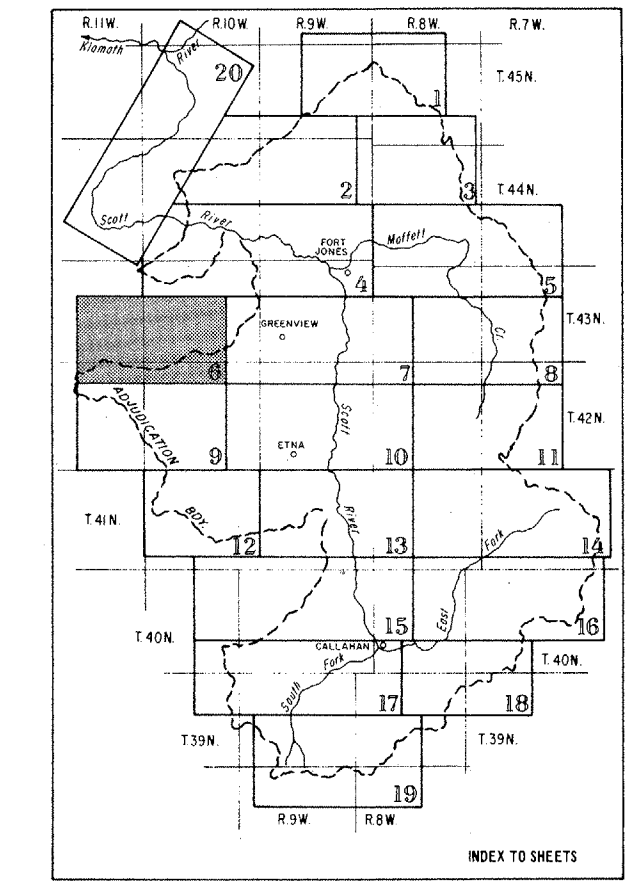 R.11W. R.10W. R.9W. R.8W. R.7W.
Klamath River
20
1
T.45N.
2
3
T.44N.
Scott River
FORT JONES
Moffett
4
5
GREENVIEW
Cr.
T.43N.
6
7
8
ADJUDICATION
Scott
T.42N.
ETNA
9
10
11
T.41N.
BDY.
River
Fork
12
13
14
East
T.40N.
15
16
CALLAHAN
Fork
T.40N.
South
17
18
T.39N.
T.39N.
19
R.9W. R.8W.
INDEX TO SHEETS